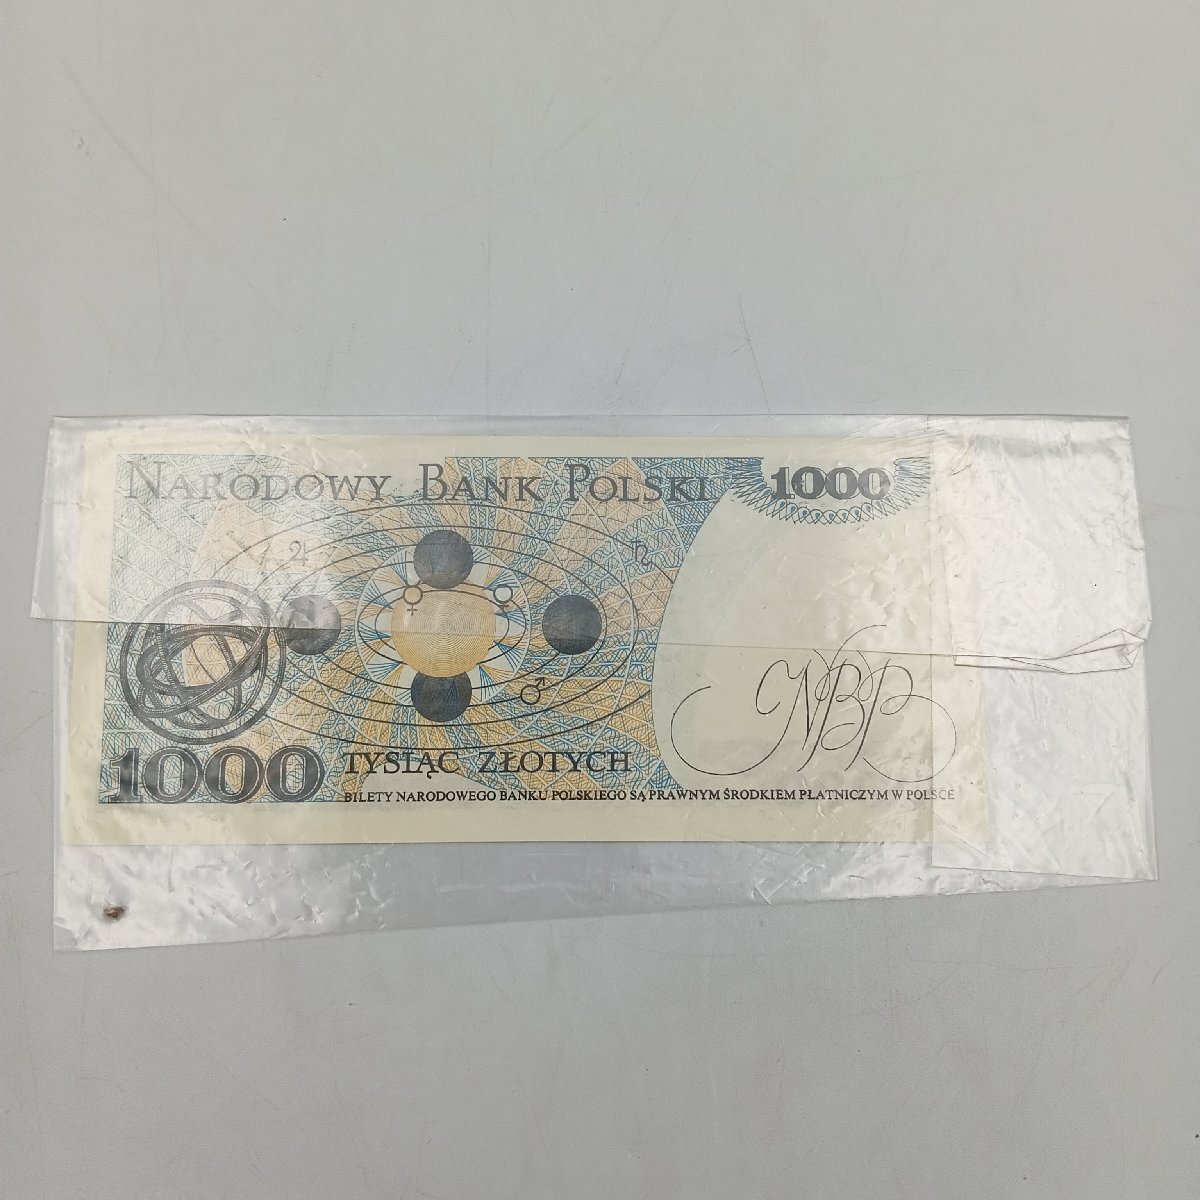 NARODOWY BANK POLSKI 1000
♃ ♄
♀ ☿
♂
NBP
1000 TYSIĄC ZŁOTYCH
BILETY NARODOWEGO BANKU POLSKIEGO SĄ PRAWNYM ŚRODKIEM PŁATNICZYM W POLSCE